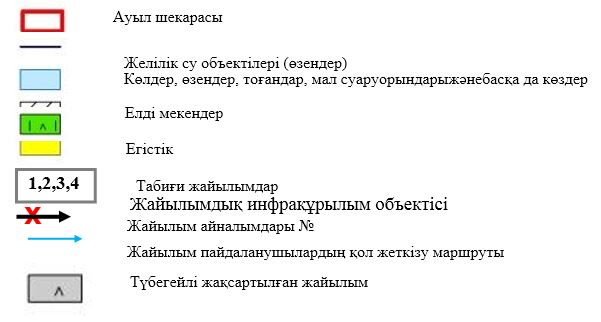 Ауыл шекарасы
Желілік су объектілері (өзендер)
Көлдер, өзендер, тоғандар, мал суаруорындарыжәнебасқа да көздер
Елді мекендер
Егістік
1,2,3,4
Табиғи жайылымдар
Жайылымдық инфрақұрылым объектісі
Жайылым айналымдары №
Жайылым пайдаланушылардың қол жеткізу маршруты
Түбегейлі жақсартылған жайылым